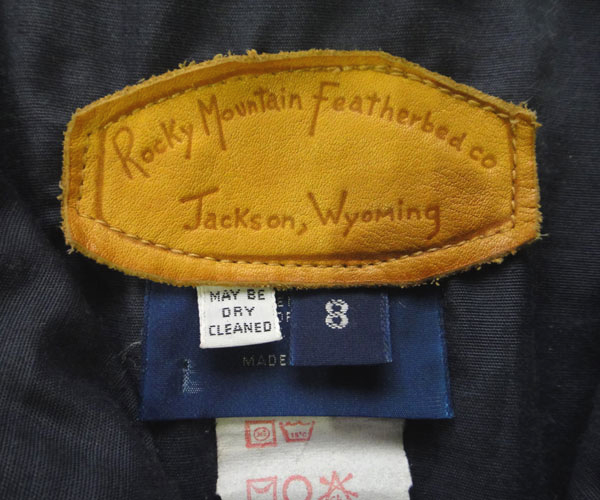 Rocky Mountain Featherbed co
Jackson, Wyoming
MAY BE
DRY
CLEANED
8
MADE